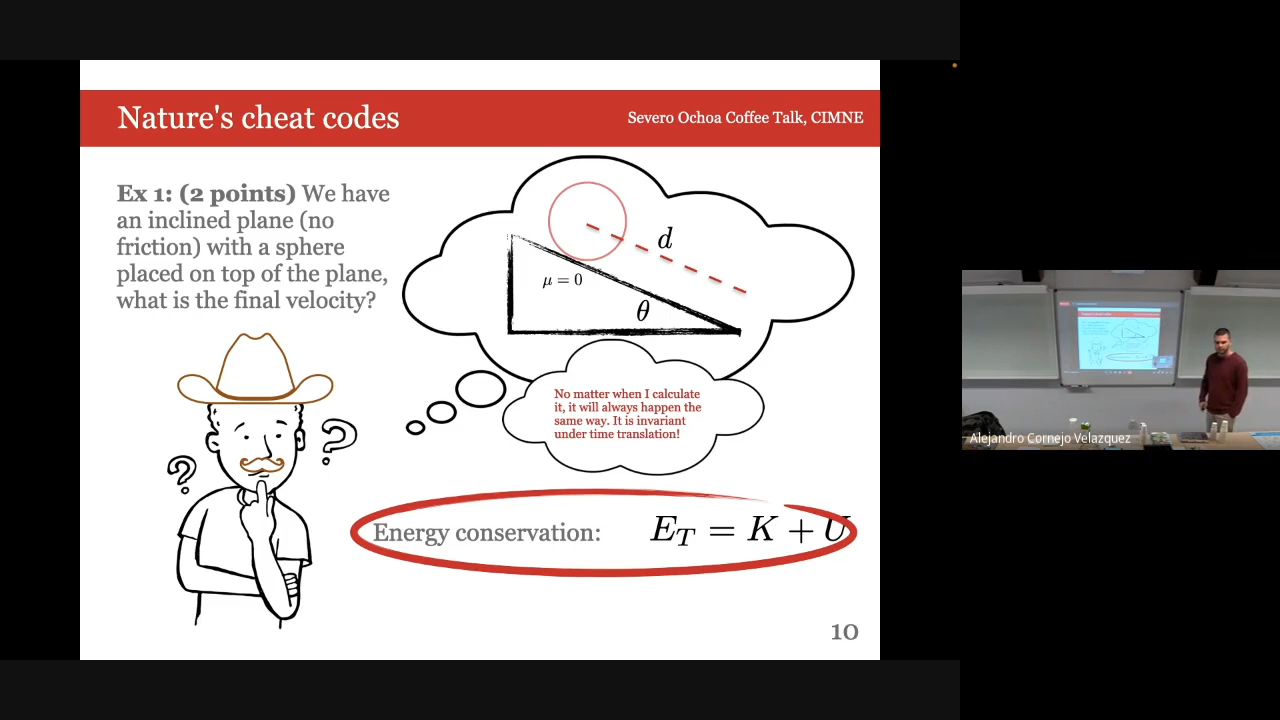 Nature's cheat codes
Severo Ochoa Coffee Talk, CIMNE
Ex 1: (2 points) We have
an inclined plane (no
friction) with a sphere
placed on top of the plane,
what is the final velocity?
d
μ = 0
θ
No matter when I calculate
it, it will always happen the
same way. It is invariant
under time translation!
? ?
Energy conservation: E_T = K + U
10
Alejandro Cornejo Velazquez